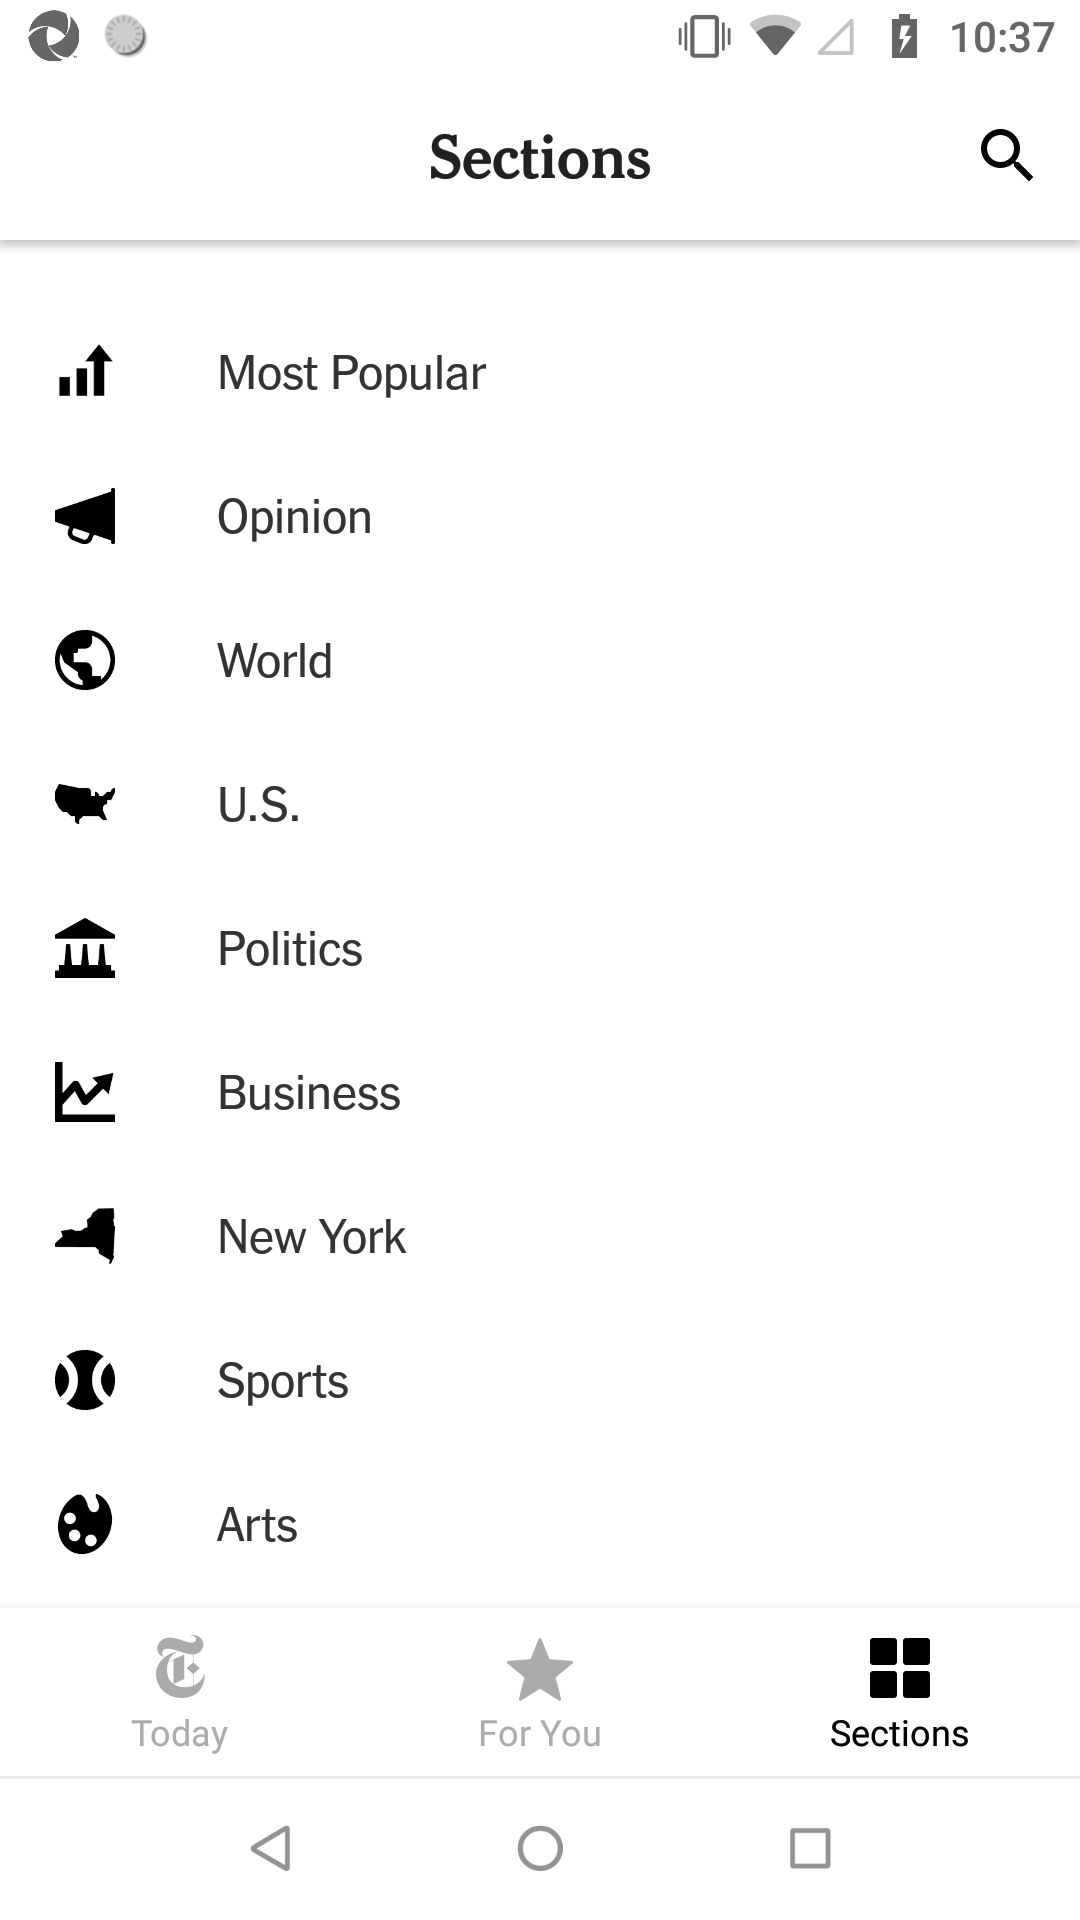 10:37
Sections
Most Popular
Opinion
World
U.S.
Politics
Business
New York
Sports
Arts
Today
For You
Sections